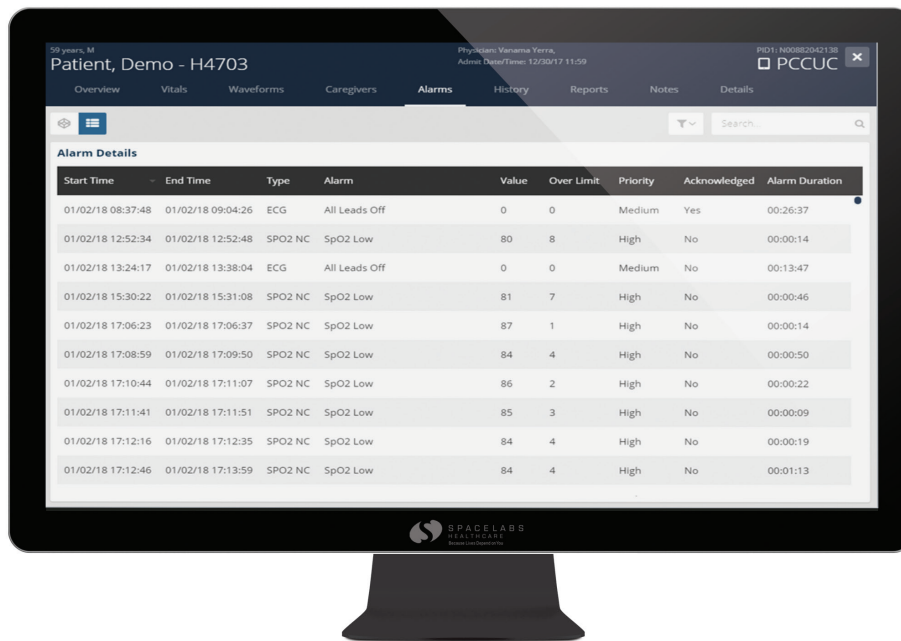 59 years, M
Patient, Demo - H4703
Physician: Vanama Yerra,
Admit Date/Time: 12/30/17 11:59
PID1: N00882042138
PCCUC
Overview Vitals Waveforms Caregivers Alarms History Reports Notes Details
Search...
Alarm Details
Start Time End Time Type Alarm Value Over Limit Priority Acknowledged Alarm Duration
01/02/18 08:37:48 01/02/18 09:04:26 ECG All Leads Off 0 0 Medium Yes 00:26:37
01/02/18 12:52:34 01/02/18 12:52:48 SPO2 NC SpO2 Low 80 8 High No 00:00:14
01/02/18 13:24:17 01/02/18 13:38:04 ECG All Leads Off 0 0 Medium No 00:13:47
01/02/18 15:30:22 01/02/18 15:31:08 SPO2 NC SpO2 Low 81 7 High No 00:00:46
01/02/18 17:06:23 01/02/18 17:06:37 SPO2 NC SpO2 Low 87 1 High No 00:00:14
01/02/18 17:08:59 01/02/18 17:09:50 SPO2 NC SpO2 Low 84 4 High No 00:00:50
01/02/18 17:10:44 01/02/18 17:11:07 SPO2 NC SpO2 Low 86 2 High No 00:00:22
01/02/18 17:11:41 01/02/18 17:11:51 SPO2 NC SpO2 Low 85 3 High No 00:00:09
01/02/18 17:12:16 01/02/18 17:12:35 SPO2 NC SpO2 Low 84 4 High No 00:00:19
01/02/18 17:12:46 01/02/18 17:13:59 SPO2 NC SpO2 Low 84 4 High No 00:01:13
SPACELABS
HEALTHCARE
Because Lives Depend on You